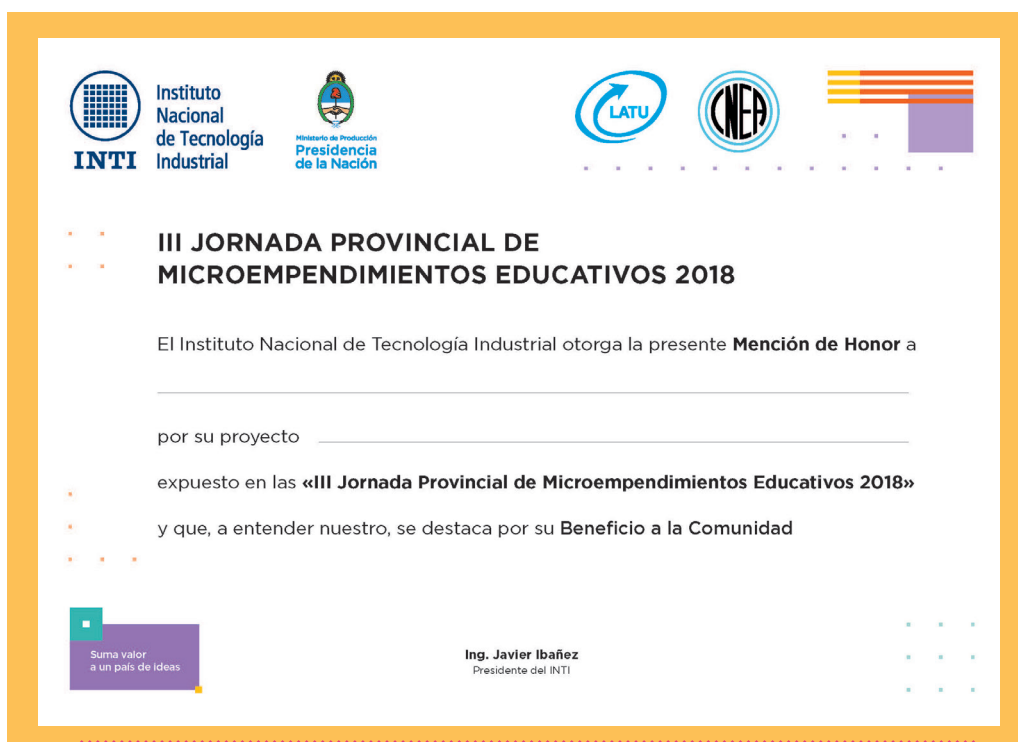 INTI
Instituto
Nacional
de Tecnología
Industrial
Ministerio de Producción
Presidencia
de la Nación
LATU
CNEA
III JORNADA PROVINCIAL DE
MICROEMPENDIMIENTOS EDUCATIVOS 2018
El Instituto Nacional de Tecnología Industrial otorga la presente Mención de Honor a
por su proyecto
expuesto en las «III Jornada Provincial de Microempendimientos Educativos 2018»
y que, a entender nuestro, se destaca por su Beneficio a la Comunidad
Suma valor
a un país de ideas
Ing. Javier Ibañez
Presidente del INTI